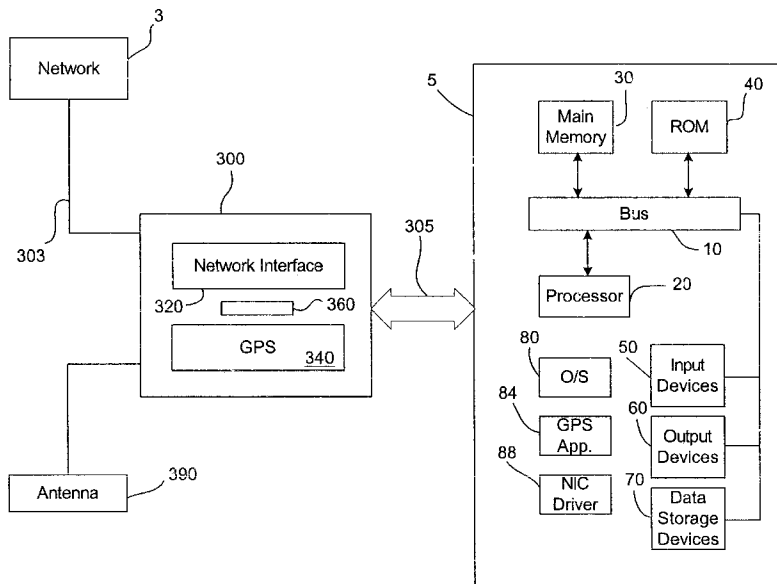 3
Network
303
300
Network Interface
320
360
GPS 340
Antenna
390
305
5
30
40
Main
Memory
ROM
Bus
10
Processor
20
80
O/S
50
Input
Devices
84
GPS
App.
60
Output
Devices
88
NIC
Driver
70
Data
Storage
Devices